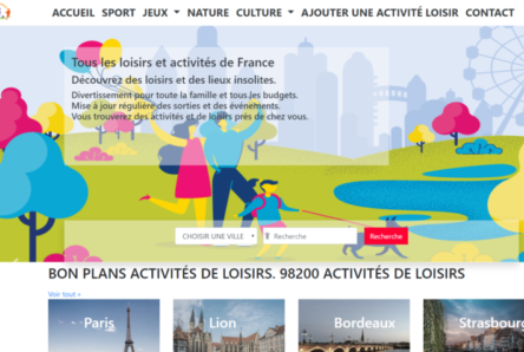 ACCUEIL SPORT JEUX NATURE CULTURE AJOUTER UNE ACTIVITÉ LOISIR CONTACT
Tous les loisirs et activités de France
Découvrez des loisirs et des lieux insolites.
Divertissement pour toute la famille et tous les budgets.
Mise à jour régulière des sorties et des événements.
Vous trouverez des activités et de loisirs près de chez vous.
CHOISIR UNE VILLE Recherche Recherche
BON PLANS ACTIVITÉS DE LOISIRS. 98200 ACTIVITÉS DE LOISIRS
Voir tout »
Paris Lion Bordeaux Strasbourg